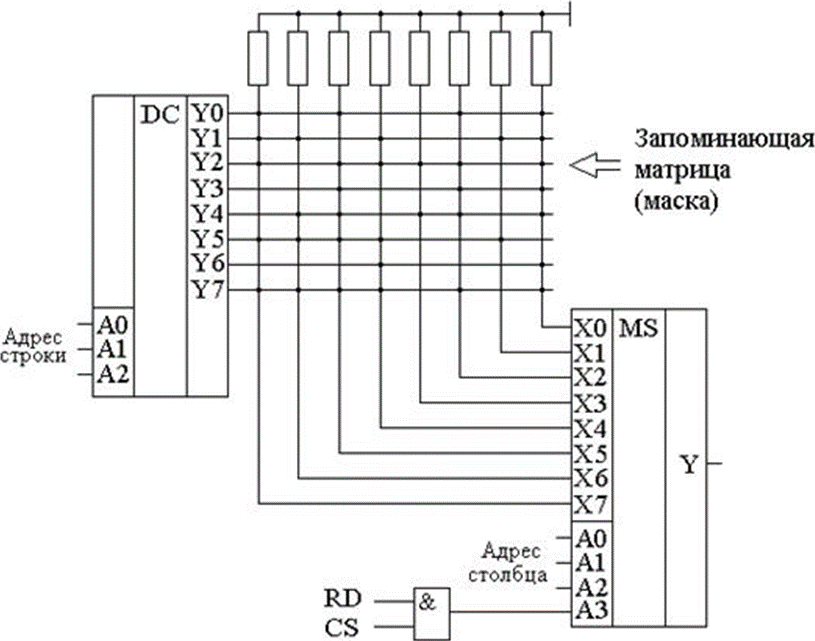 DC
Y0
Y1
Y2
Y3
Y4
Y5
Y6
Y7
Запоминающая
матрица
(маска)
Адрес
строки
A0
A1
A2
X0
MS
X1
X2
X3
X4
X5
X6
X7
Y
Адрес
столбца
A0
A1
A2
A3
RD
CS
&